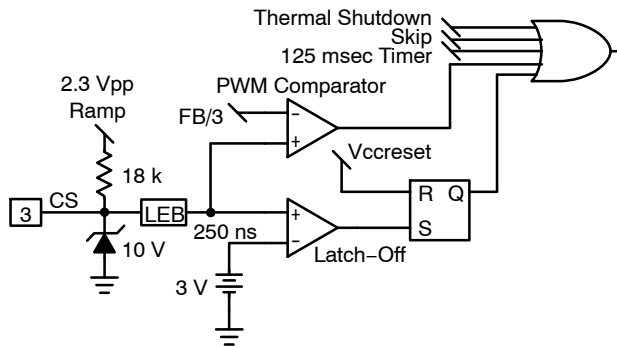 Thermal Shutdown
Skip
125 msec Timer
2.3 Vpp
Ramp
PWM Comparator
FB/3
−
+
18 k
Vccreset
3
CS
LEB
R Q
S
+
−
250 ns
10 V
Latch−Off
3 V